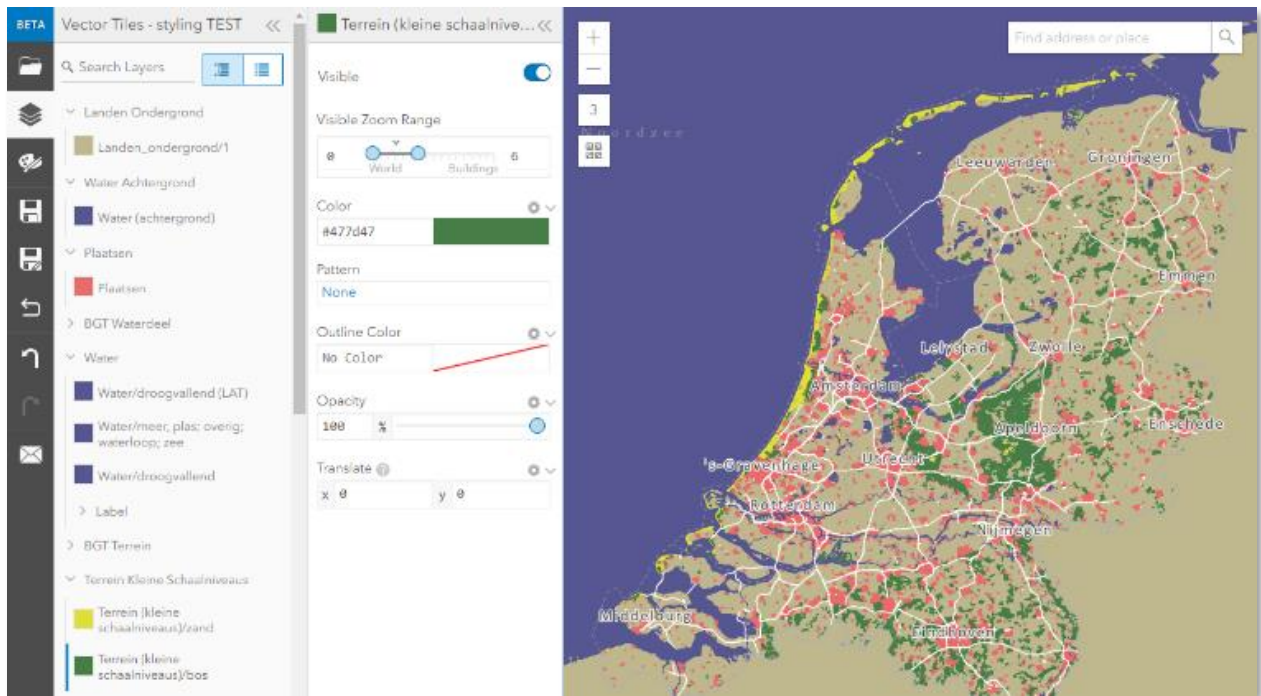 BETA
Vector Tiles - styling TEST
Search Layers
Landen Ondergrond
Landen_ondergrond/1
Water Achtergrond
Water (achtergrond)
Plaatsen
Plaatsen
BGT Waterdeel
Water
Water/droogvallend (LAT)
Water/meer, plas; overig;
waterloop; zee
Water/droogvallend
Label
BGT Terrein
Terrein Kleine Schaalniveaus
Terrein (kleine
schaalniveaus)/zand
Terrein (kleine
schaalniveaus)/bos
Terrein (kleine schaalnive...
Visible
Visible Zoom Range
0
6
World
Buildings
Color
#477d47
Pattern
None
Outline Color
No Color
Opacity
100 %
Translate
x 0 y 0
3
Find address or place
Noordzee
Leeuwarden
Groningen
Emmen
Lelystad
Zwolle
Amsterdam
Apeldoorn
Enschede
's-Gravenhage
Utrecht
Rotterdam
Nijmegen
Middelburg
Eindhoven